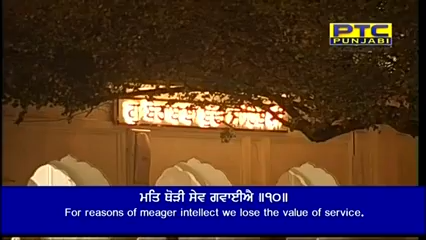 PTC
PUNJABI
ਮਤਿ ਥੋੜੀ ਸੇਵ ਗਵਾਈਐ ॥੧੦॥
For reasons of meager intellect we lose the value of service.